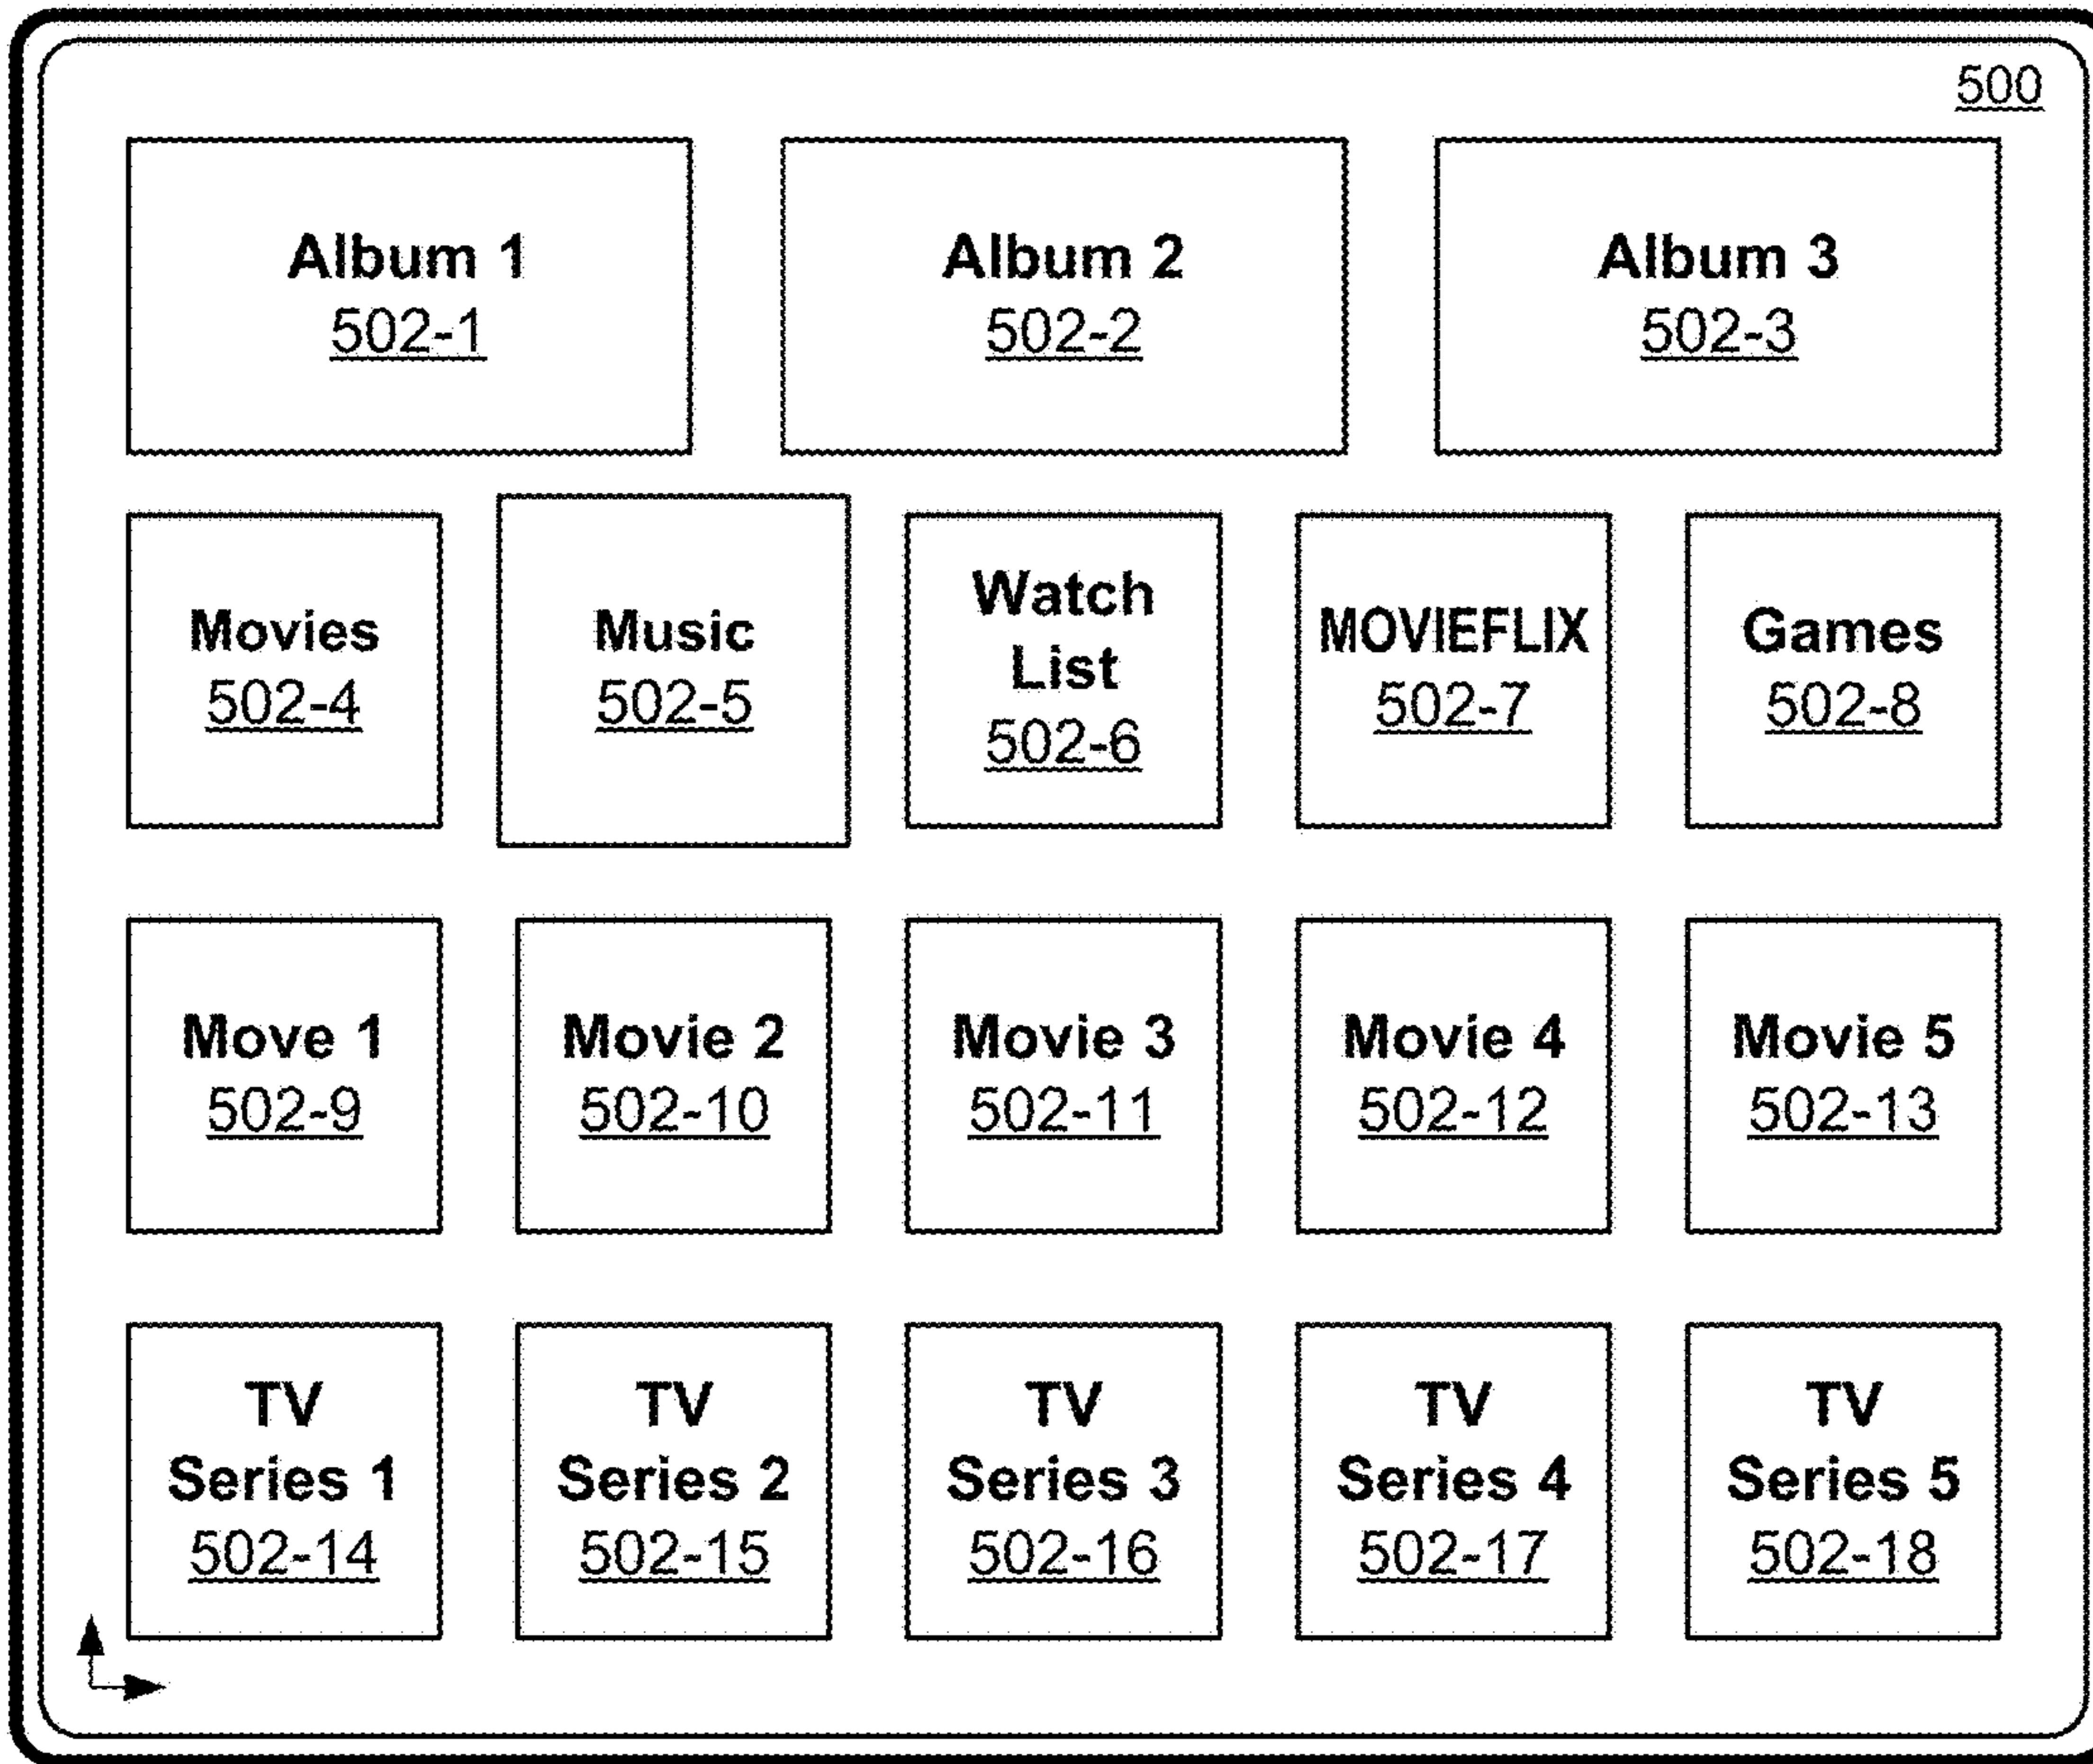 500
Album 1
502-1
Album 2
502-2
Album 3
502-3
Movies
502-4
Music
502-5
Watch
List
502-6
MOVIEFLIX
502-7
Games
502-8
Move 1
502-9
Movie 2
502-10
Movie 3
502-11
Movie 4
502-12
Movie 5
502-13
TV
Series 1
502-14
TV
Series 2
502-15
TV
Series 3
502-16
TV
Series 4
502-17
TV
Series 5
502-18